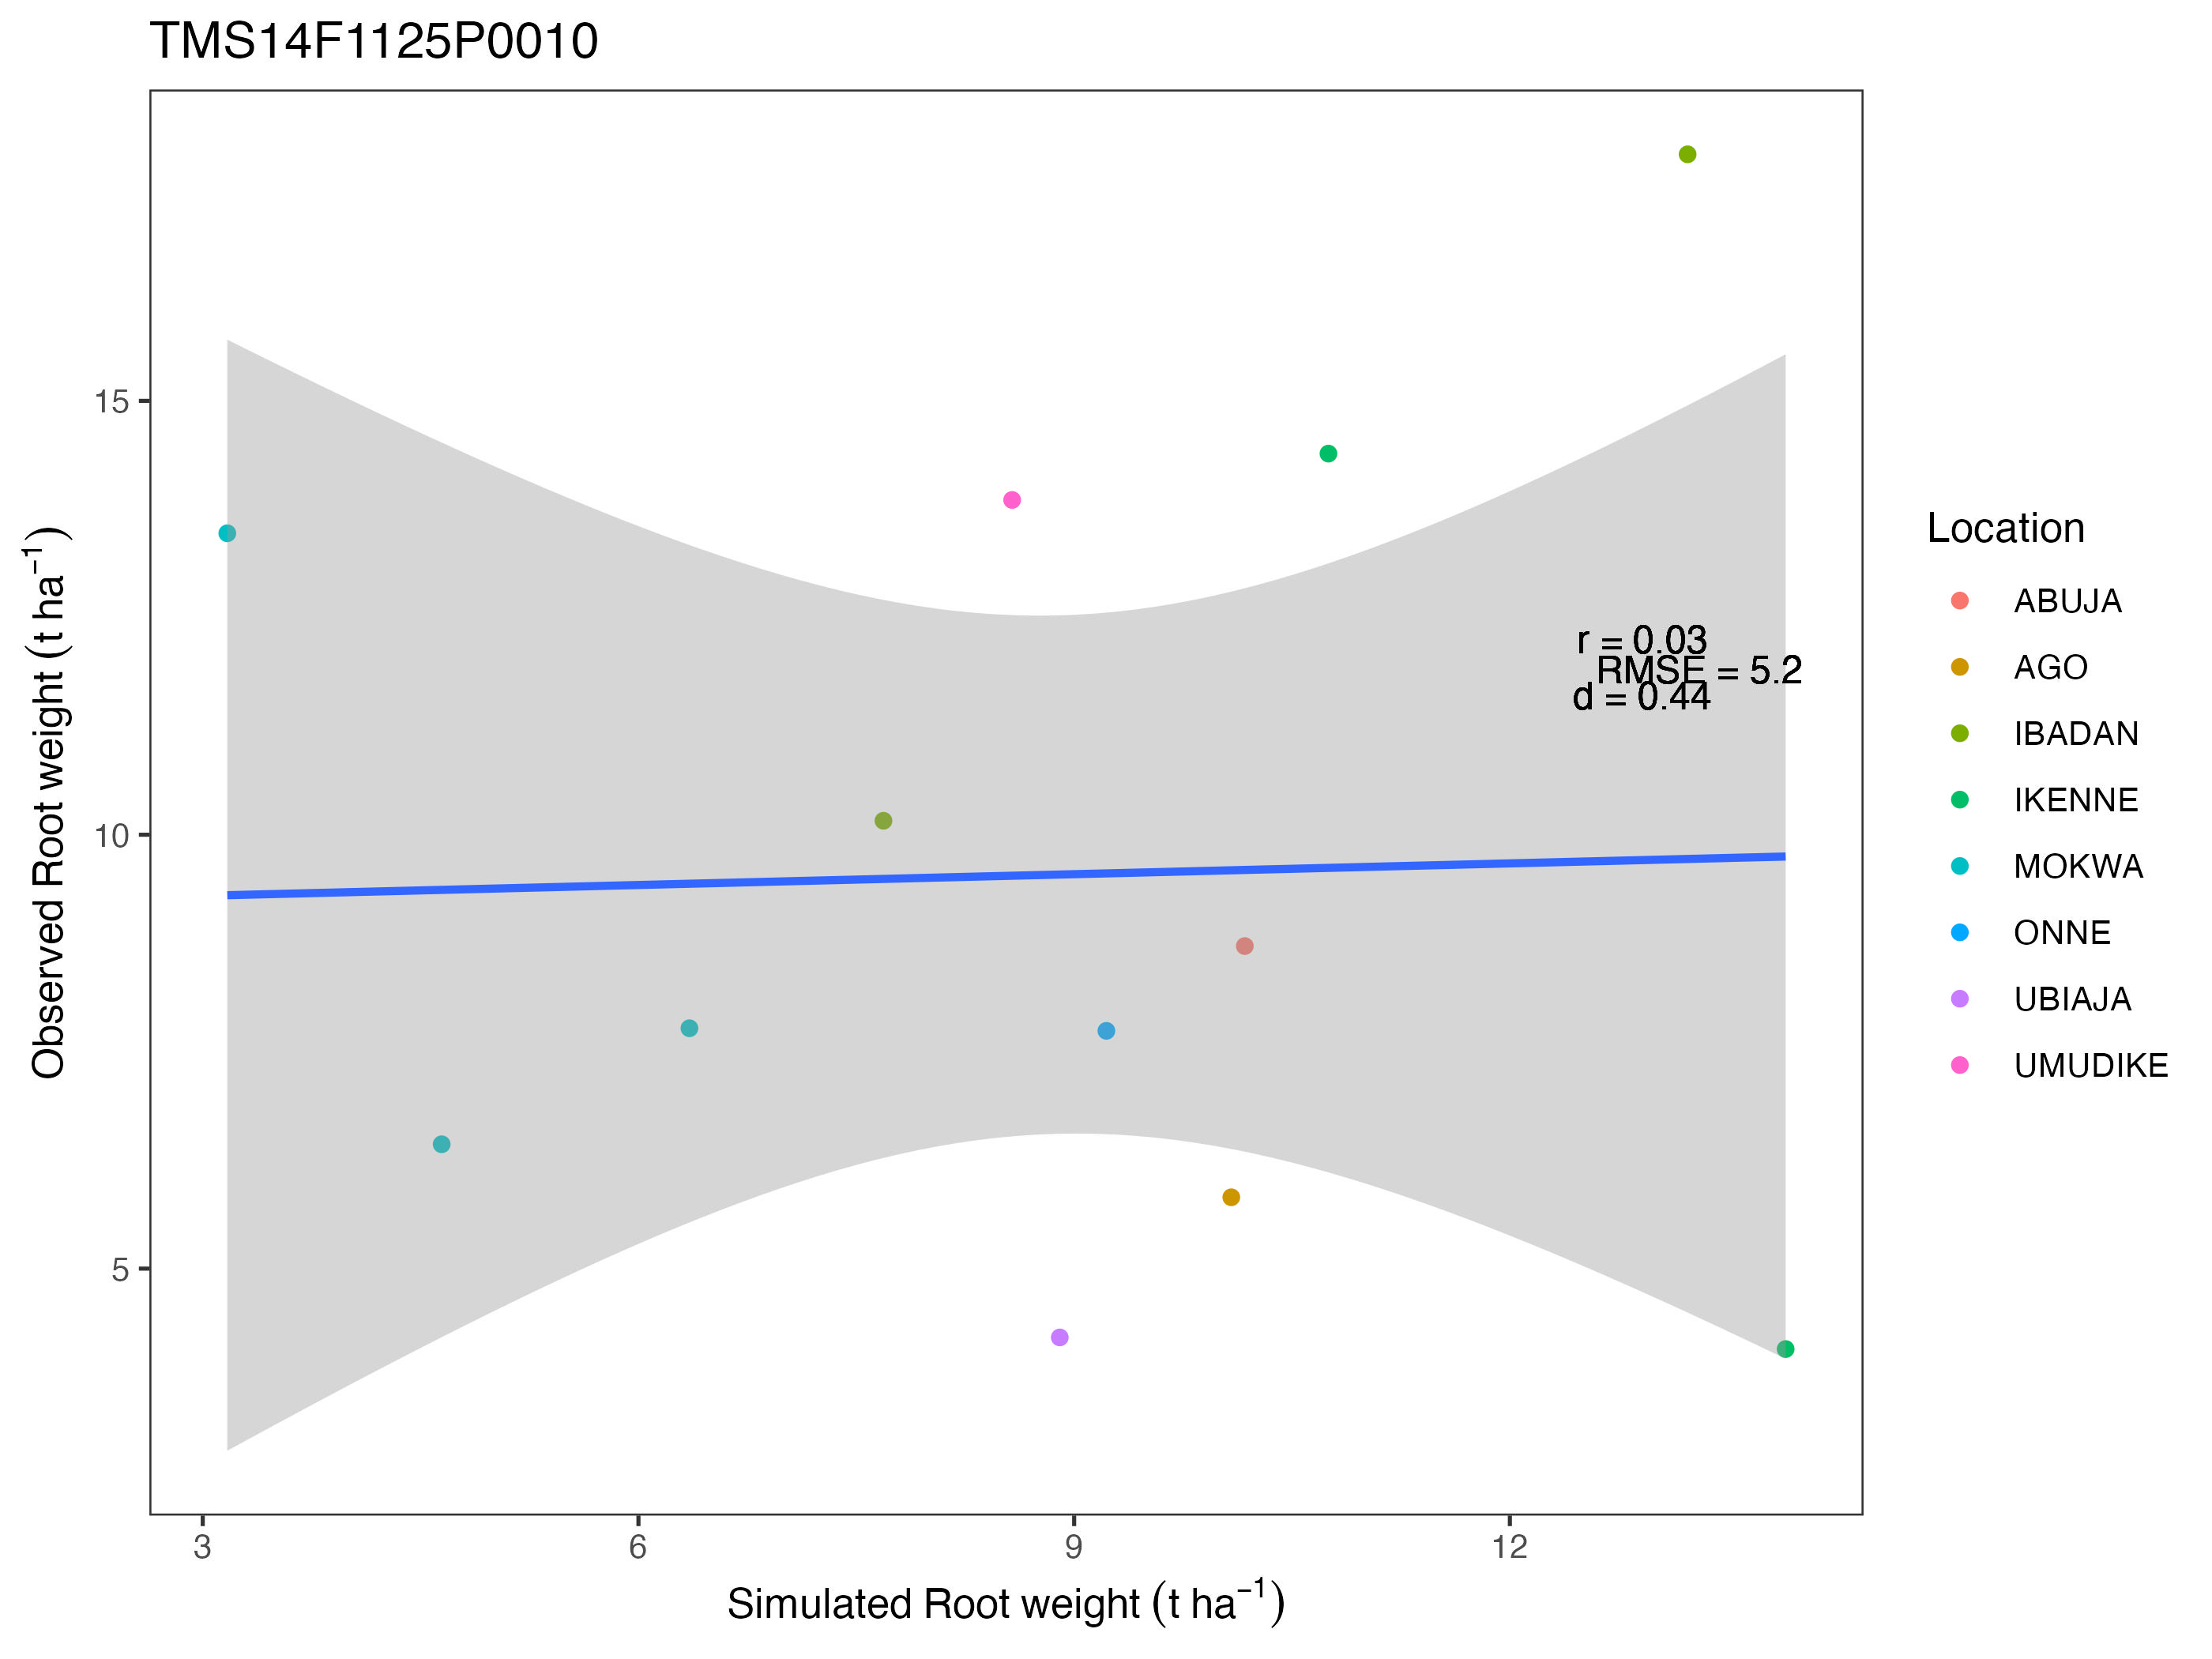 TMS14F1125P0010
Observed Root weight (t ha⁻¹)
15
10
5
r = 0.03
RMSE = 5.2
d = 0.44
3
6
9
12
Simulated Root weight (t ha⁻¹)
Location
ABUJA
AGO
IBADAN
IKENNE
MOKWA
ONNE
UBIAJA
UMUDIKE